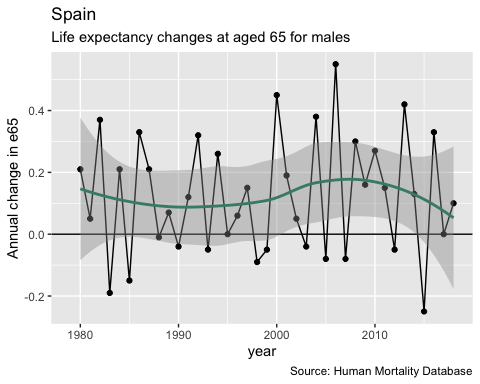 Spain
Life expectancy changes at aged 65 for males
Annual change in e65
0.4
0.2
0.0
-0.2
1980 1990 2000 2010
year
Source: Human Mortality Database